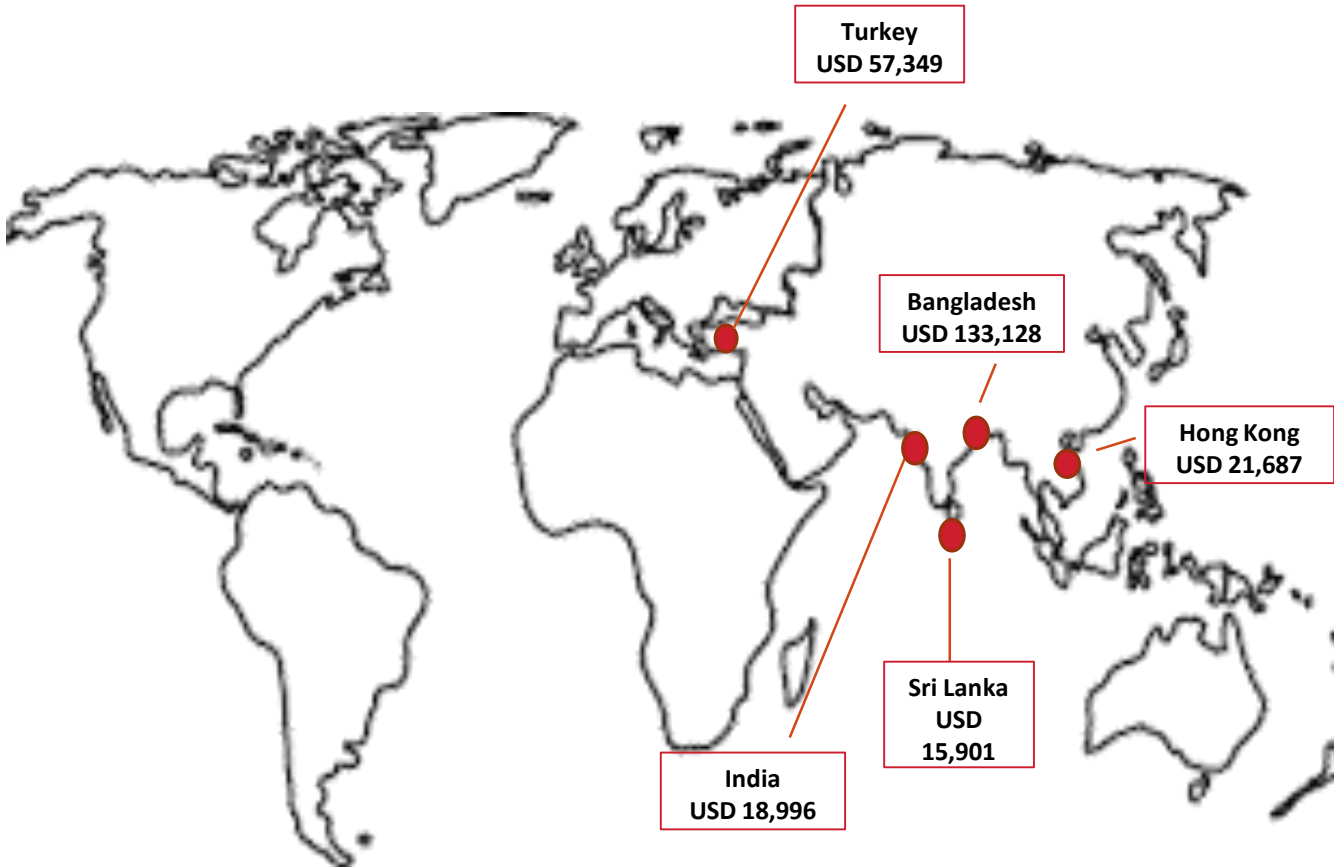 Turkey
USD 57,349
Bangladesh
USD 133,128
Hong Kong
USD 21,687
Sri Lanka
USD
15,901
India
USD 18,996